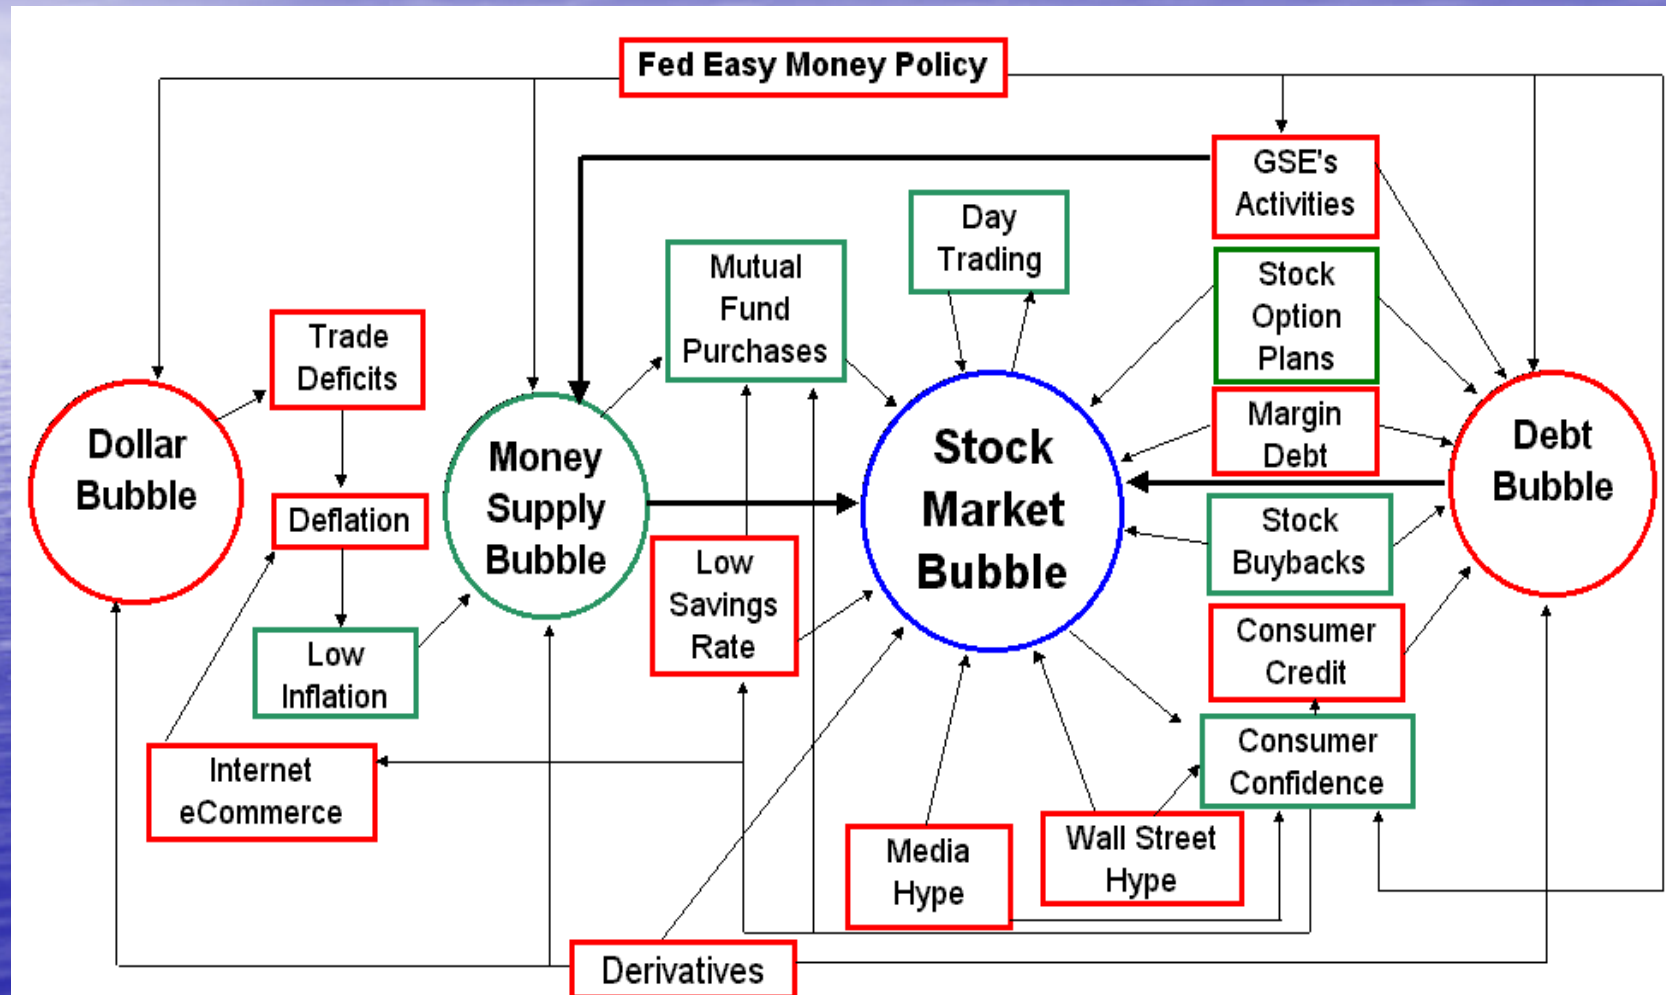 Fed Easy Money Policy
GSE's
Activities
Day
Trading
Mutual
Fund
Purchases
Stock
Option
Plans
Trade
Deficits
Margin
Debt
Dollar
Bubble
Money
Supply
Bubble
Stock
Market
Bubble
Debt
Bubble
Deflation
Stock
Buybacks
Low
Savings
Rate
Low
Inflation
Consumer
Credit
Consumer
Confidence
Internet
eCommerce
Media
Hype
Wall Street
Hype
Derivatives